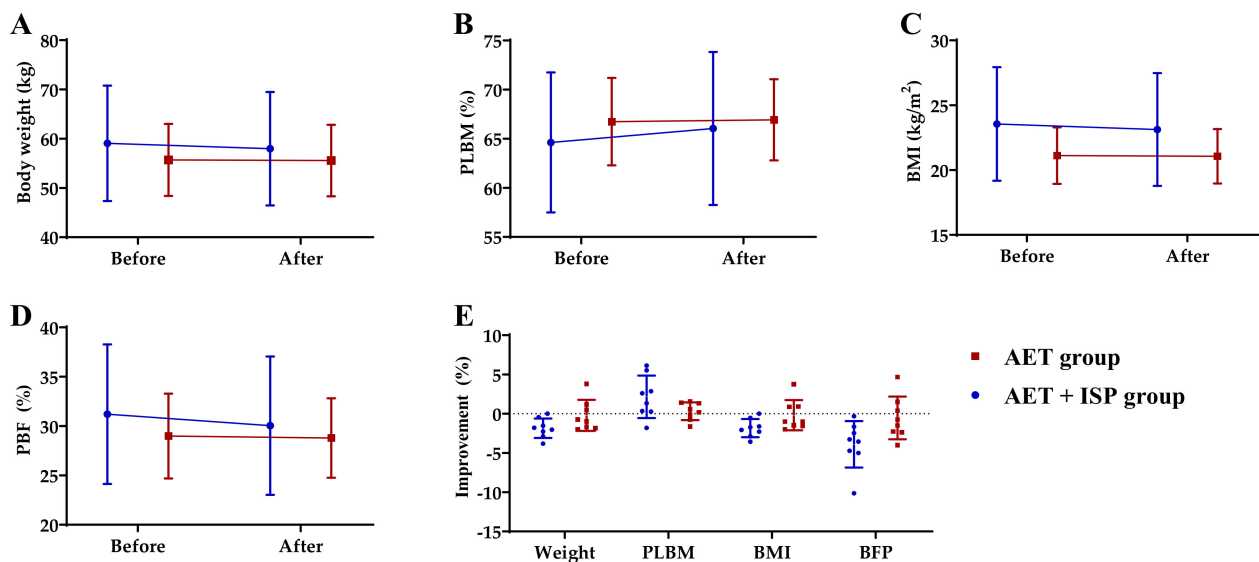 A
Body weight (kg)
80
70
60
50
40
Before
After
B
PLBM (%)
75
70
65
60
55
Before
After
C
BMI (kg/m²)
30
25
20
15
Before
After
D
PBF (%)
40
35
30
25
20
Before
After
E
Improvement (%)
10
5
0
-5
-10
-15
Weight
PLBM
BMI
BFP
AET group
AET + ISP group